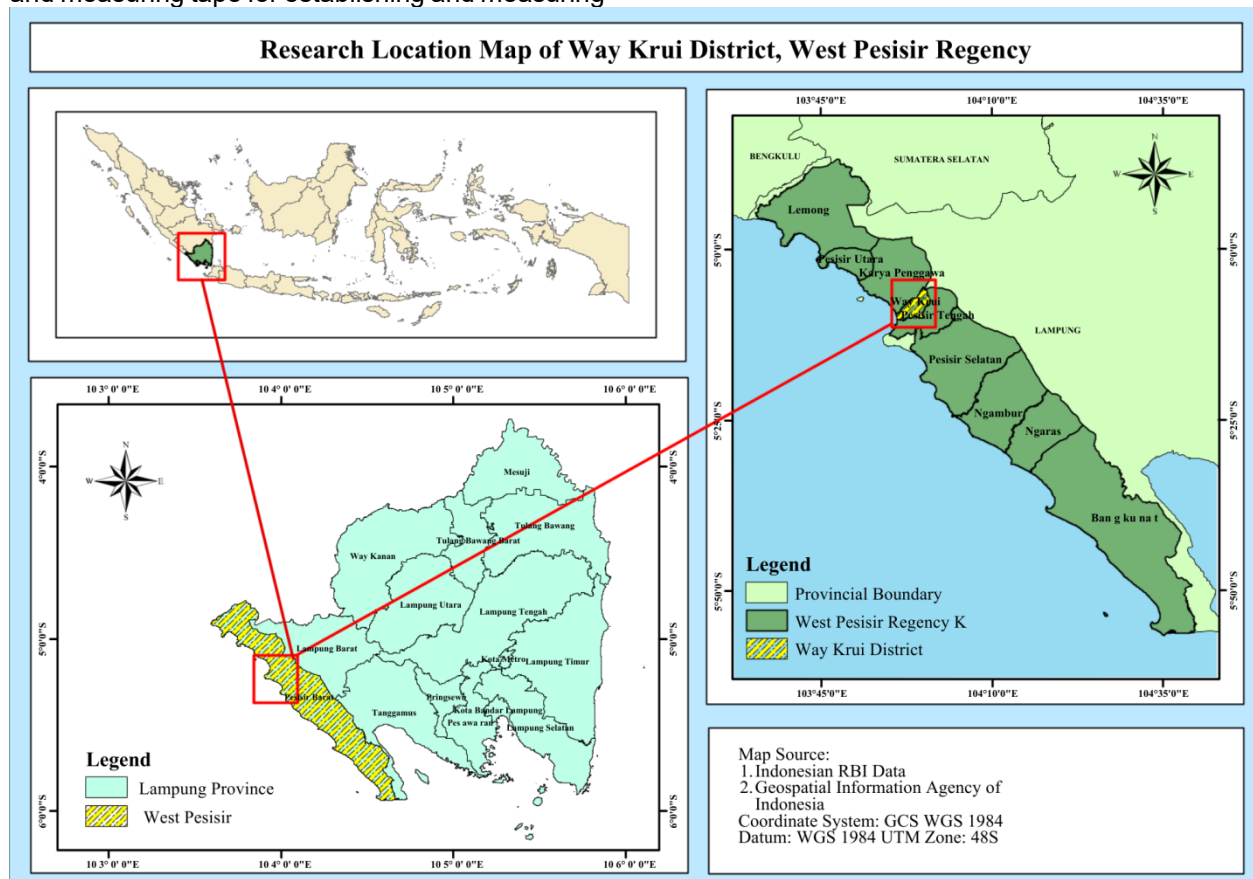 and measuring tape for establishing and measuring
Research Location Map of Way Krui District, West Pesisir Regency
103°45'0"E 104°10'0"E 104°35'0"E
BENGKULU
SUMATERA SELATAN
N
W E
S
Lemong
5°0'0"S 5°0'0"S
Pesisir Utara
Karya Penggawa
Way Krui
Pesisir Tengah
LAMPUNG
Pesisir Selatan
Ngambur
Ngaras
5°25'0"S 5°25'0"S
Ban g ku na t
Legend
Provincial Boundary
West Pesisir Regency K
Way Krui District
5°50'0"S 5°50'0"S
103°45'0"E 104°10'0"E 104°35'0"E
10 3° 0' 0"E 10 4° 0' 0"E 10 5° 0' 0"E 10 6° 0' 0"E
N
W E
S
4°0'0"S 4°0'0"S
Mesuji
Tulang Bawang
Tulang Bawang Barat
Way Kanan
Lampung Utara
Lampung Tengah
5°0'0"S 5°0'0"S
Lampung Barat
Kota Metro
Lampung Timur
Pesisir Barat
Pringsewu
Tanggamus
Kota Bandar Lampung
Pes awa ran
Lampung Selatan
Legend
Lampung Province
West Pesisir
6°0'0"S 6°0'0"S
10 3° 0' 0"E 10 4° 0' 0"E 10 5° 0' 0"E 10 6° 0' 0"E
Map Source:
1. Indonesian RBI Data
2. Geospatial Information Agency of
Indonesia
Coordinate System: GCS WGS 1984
Datum: WGS 1984 UTM Zone: 48S